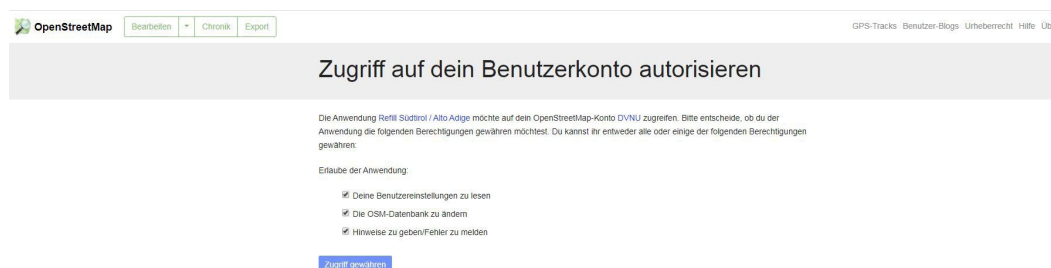 OpenStreetMap Bearbeiten Chronik Export GPS-Tracks Benutzer-Blogs Urheberrecht Hilfe Üb
Zugriff auf dein Benutzerkonto autorisieren
Die Anwendung Refill Südtirol / Alto Adige möchte auf dein OpenStreetMap-Konto DVNU zugreifen. Bitte entscheide, ob du der
Anwendung die folgenden Berechtigungen gewähren möchtest. Du kannst ihr entweder alle oder einige der folgenden Berechtigungen
gewähren:
Erlaube der Anwendung:
Deine Benutzereinstellungen zu lesen
Die OSM-Datenbank zu ändern
Hinweise zu geben/Fehler zu melden
Zugriff gewähren